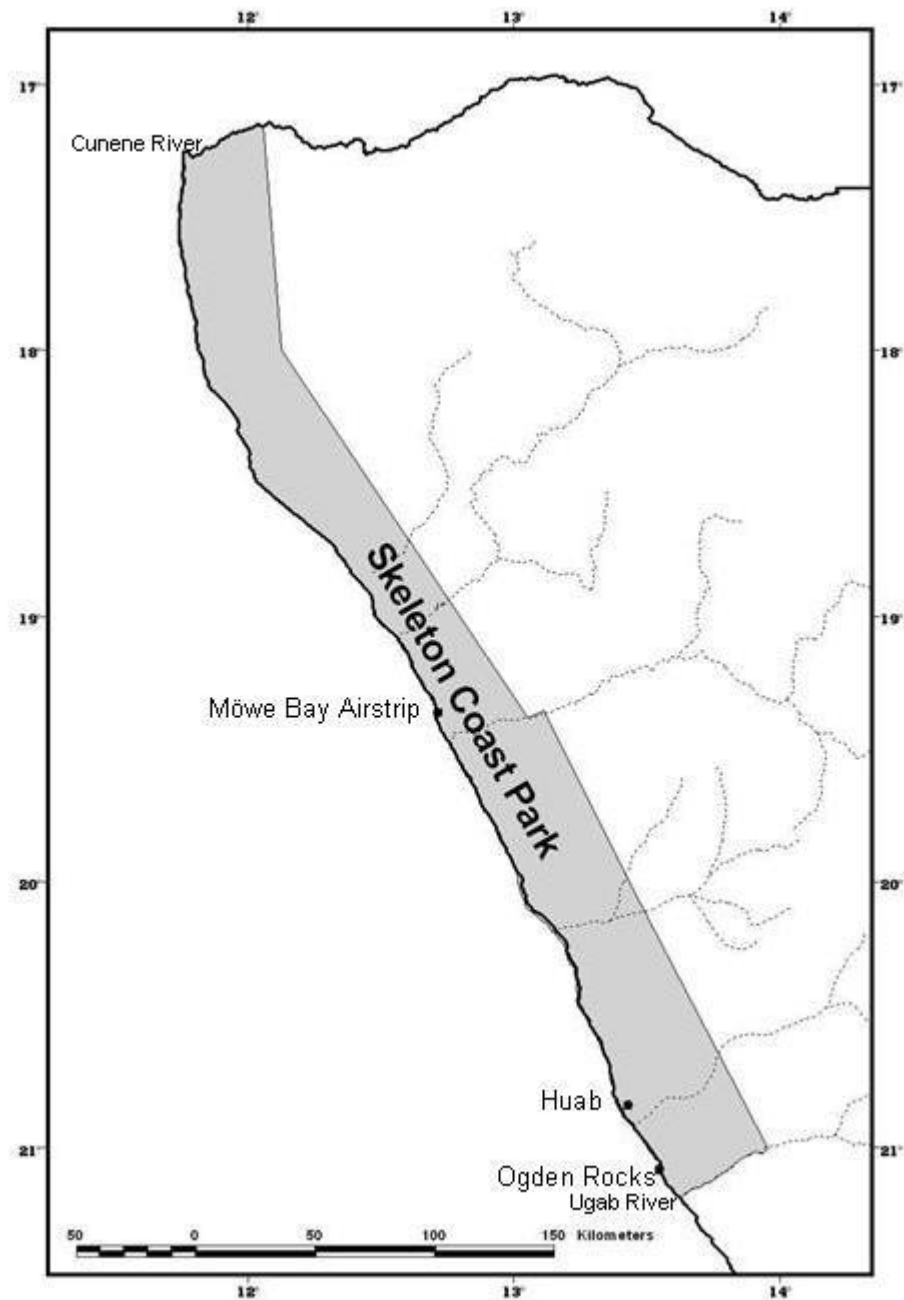 12° 13° 14°
17° 17°
Cunene River
18° 18°
19° 19°
Skeleton Coast Park
Möwe Bay Airstrip
20° 20°
Huab
21° 21°
Ogden Rocks
Ugab River
50 0 50 100 150 Kilometers
12° 13° 14°